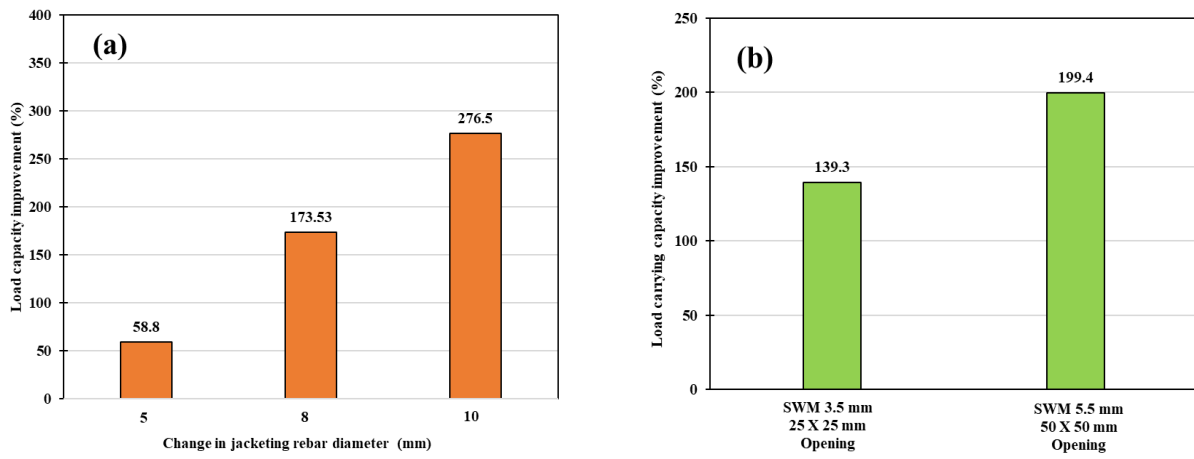 (a)
Load capacity improvement (%)
400
350
300
250
200
150
100
50
0
58.8
173.53
276.5
5
8
10
Change in jacketing rebar diameter (mm)
(b)
Load carrying capacity improvement (%)
250
200
150
100
50
0
139.3
199.4
SWM 3.5 mm
25 X 25 mm
Opening
SWM 5.5 mm
50 X 50 mm
Opening